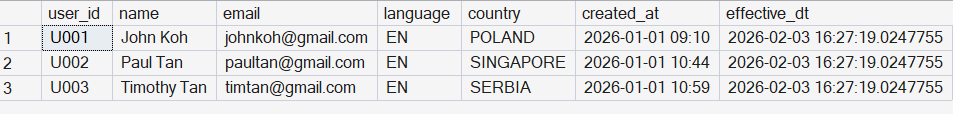 user_id name email language country created_at effective_dt
1 U001 John Koh johnkoh@gmail.com EN POLAND 2026-01-01 09:10 2026-02-03 16:27:19.0247755
2 U002 Paul Tan paultan@gmail.com EN SINGAPORE 2026-01-01 10:44 2026-02-03 16:27:19.0247755
3 U003 Timothy Tan timtan@gmail.com EN SERBIA 2026-01-01 10:59 2026-02-03 16:27:19.0247755